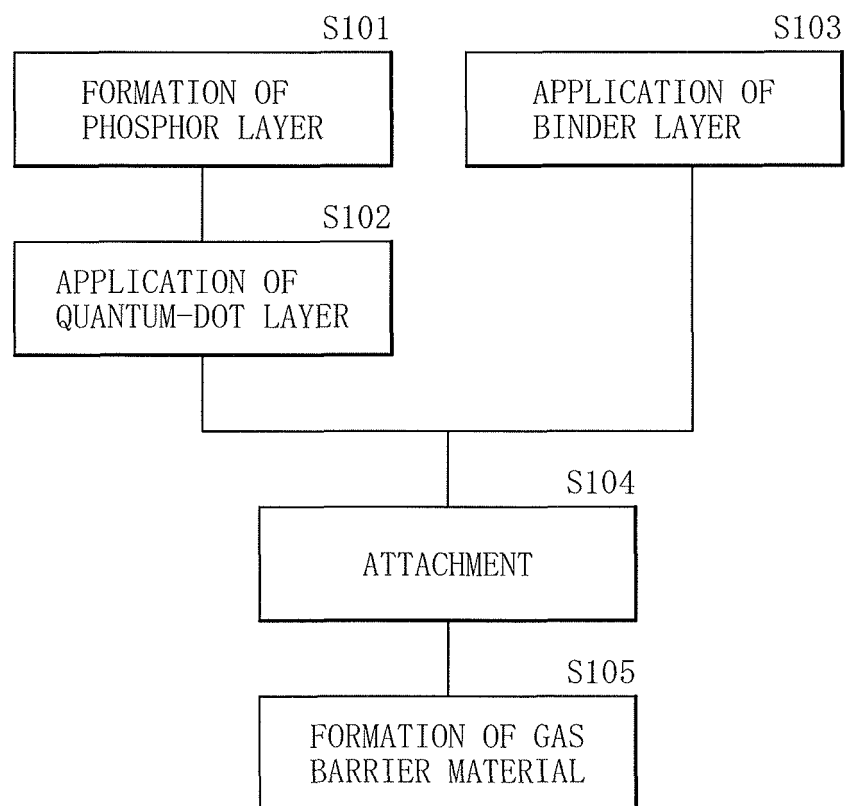 S101
FORMATION OF
PHOSPHOR LAYER
S103
APPLICATION OF
BINDER LAYER
S102
APPLICATION OF
QUANTUM-DOT LAYER
S104
ATTACHMENT
S105
FORMATION OF GAS
BARRIER MATERIAL